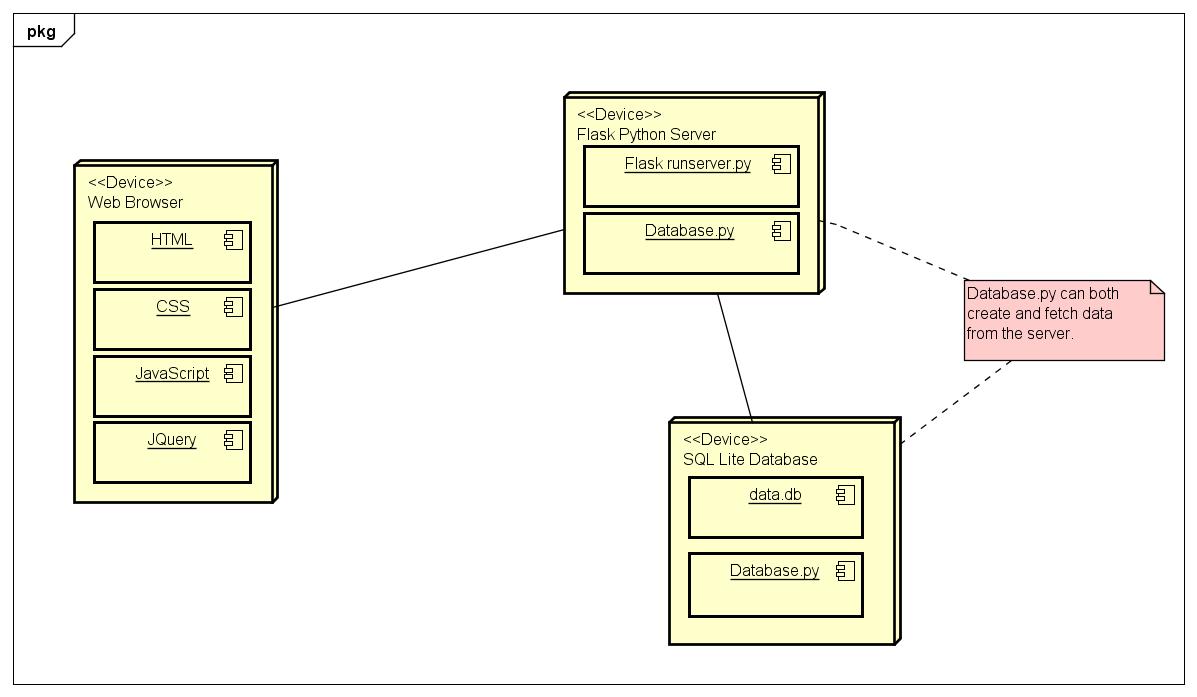 pkg
<<Device>>
Web Browser
HTML
CSS
JavaScript
JQuery
<<Device>>
Flask Python Server
Flask runserver.py
Database.py
Database.py can both
create and fetch data
from the server.
<<Device>>
SQL Lite Database
data.db
Database.py